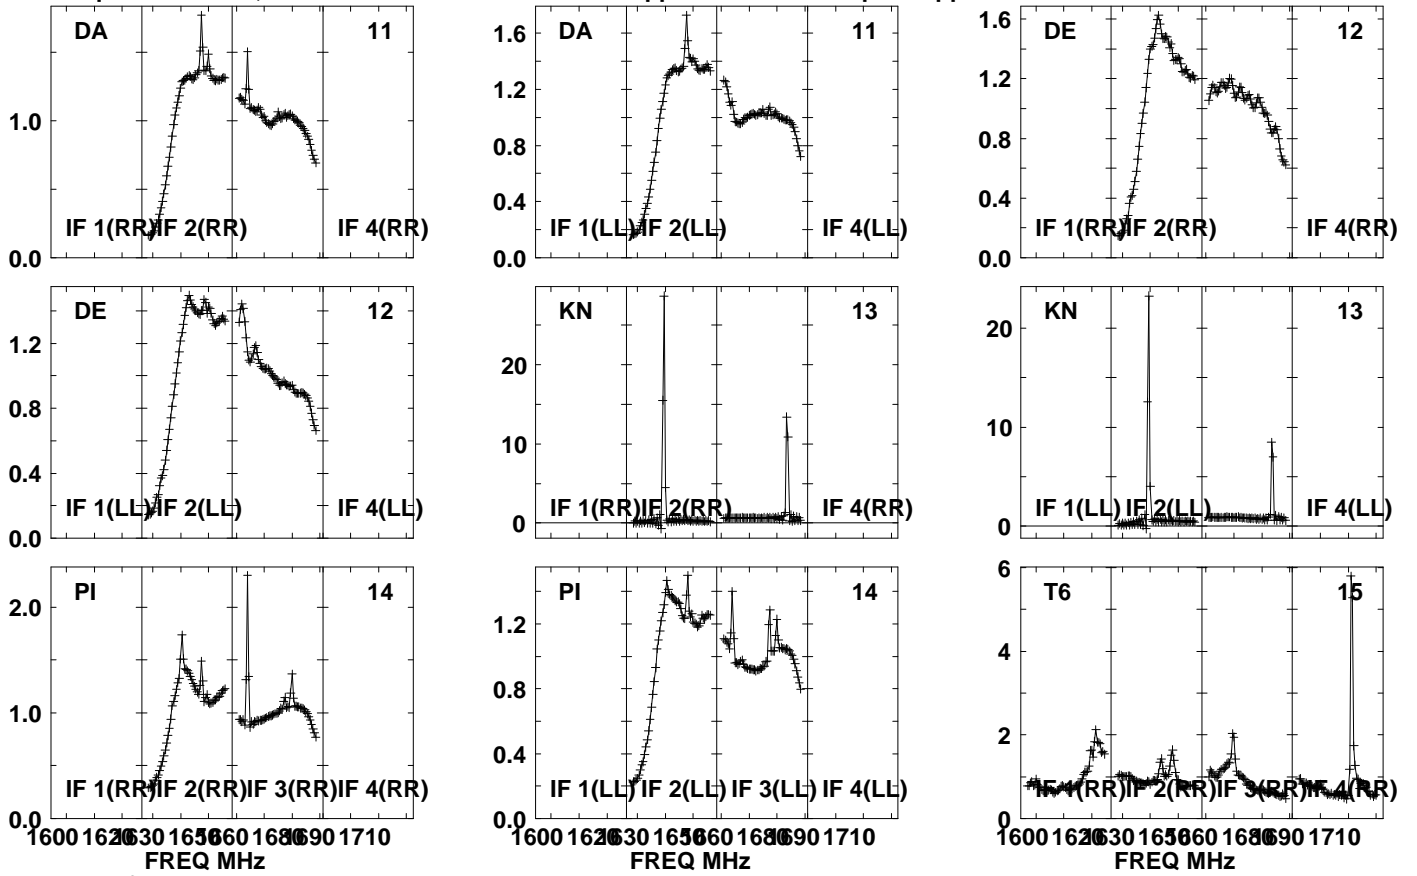 DA 11 DA 11 DE 12
1.0 1.6 1.2 0.8 0.4 1.6 1.2 0.8 0.4
IF 1(RR) IF 2(RR) IF 4(RR) IF 1(LL) IF 2(LL) IF 4(LL) IF 1(RR) IF 2(RR) IF 4(RR)
0.0 0.0 0.0
DE 12 KN 13 KN 13
1.2 0.8 0.4 20 10 20 10
IF 1(LL) IF 2(LL) IF 4(LL) IF 1(RR) IF 2(RR) IF 4(RR) IF 1(LL) IF 2(LL) IF 4(LL)
0.0 0 0
PI 14 PI 14 T6 15
2.0 1.0 1.2 0.8 0.4 6 4 2
IF 1(RR) IF 2(RR) IF 3(RR) IF 4(RR) IF 1(LL) IF 2(LL) IF 3(LL) IF 4(LL) IF 1(RR) IF 2(RR) IF 3(RR) IF 4(RR)
0.0 0.0 0
1600 1620 1630 1650 1660 1680 1690 1710 1600 1620 1630 1650 1660 1680 1690 1710 1600 1620 1630 1650 1660 1680 1690 1710
FREQ MHz FREQ MHz FREQ MHz